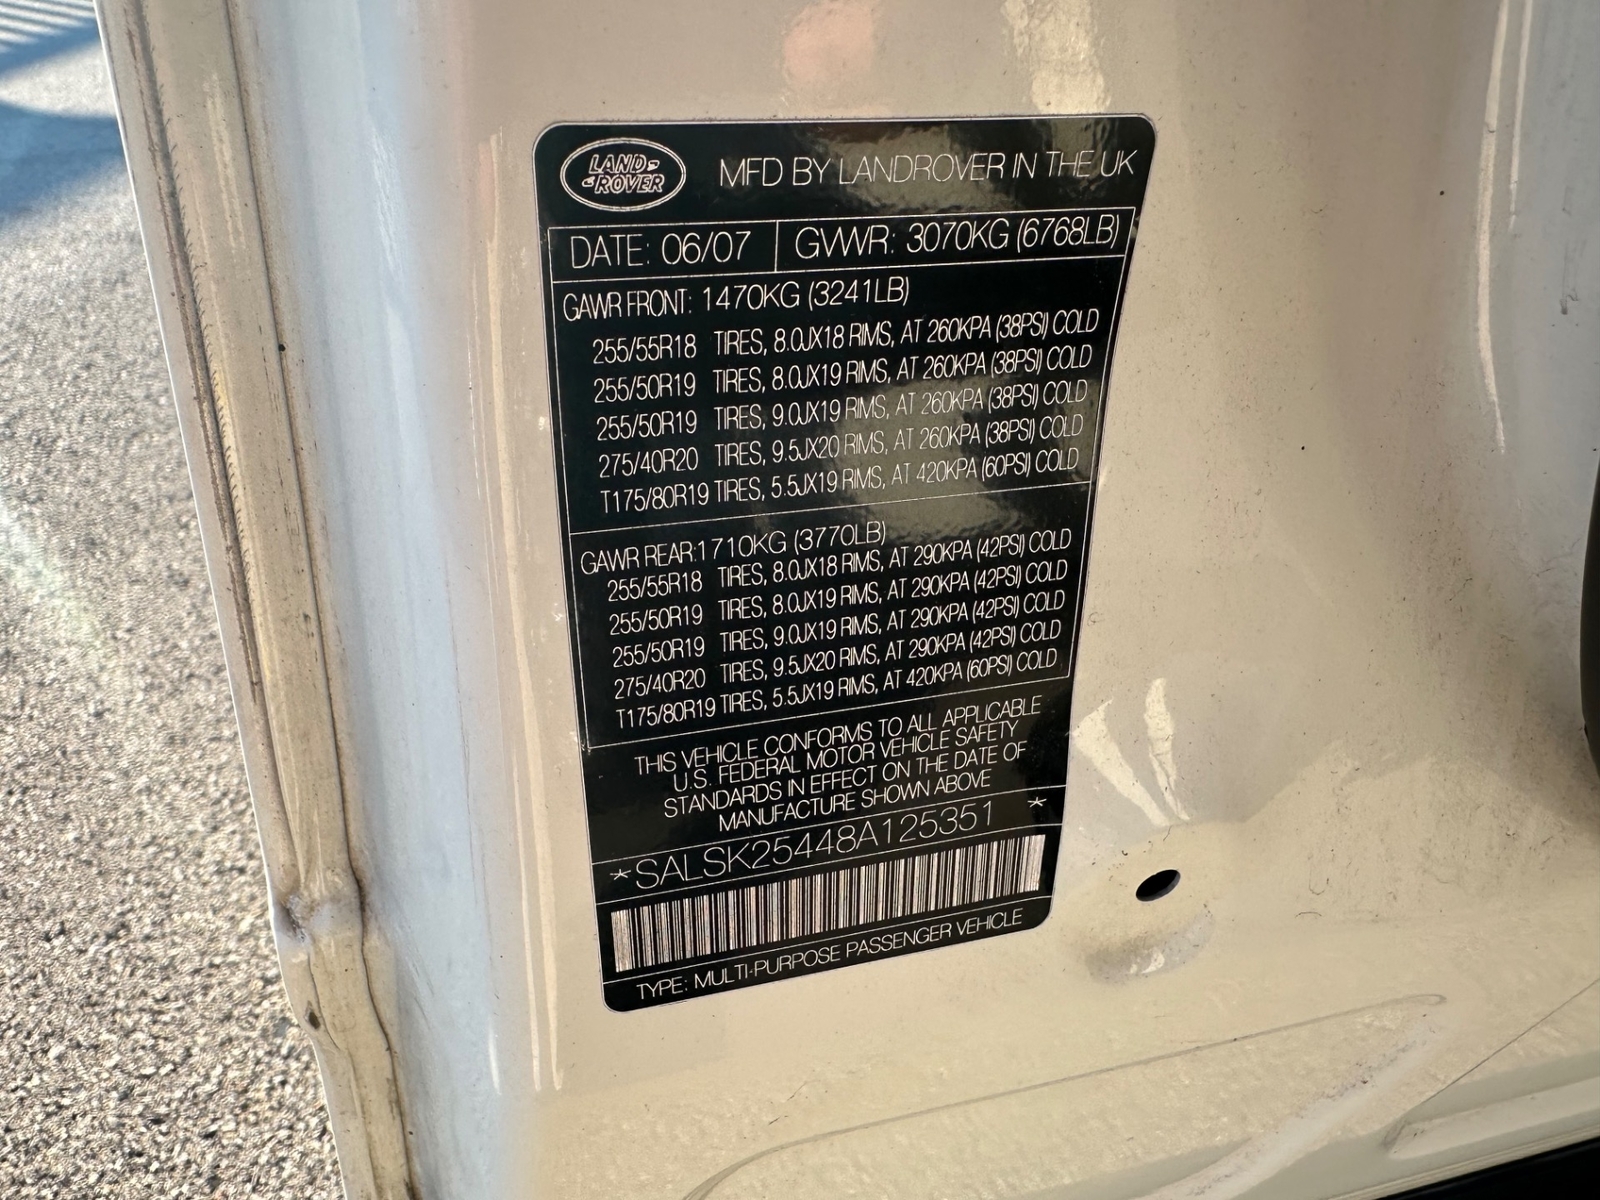 LAND-
-ROVER
MFD BY LANDROVER IN THE UK
DATE: 06/07 GVWR: 3070KG (6768LB)
GAWR FRONT: 1470KG (3241LB)
255/55R18 TIRES, 8.0JX18 RIMS, AT 260KPA (38PSI) COLD
255/50R19 TIRES, 8.0JX19 RIMS, AT 260KPA (38PSI) COLD
255/50R19 TIRES, 9.0JX19 RIMS, AT 260KPA (38PSI) COLD
275/40R20 TIRES, 9.5JX20 RIMS, AT 260KPA (38PSI) COLD
T175/80R19 TIRES, 5.5JX19 RIMS, AT 420KPA (60PSI) COLD
GAWR REAR: 1710KG (3770LB)
255/55R18 TIRES, 8.0JX18 RIMS, AT 290KPA (42PSI) COLD
255/50R19 TIRES, 8.0JX19 RIMS, AT 290KPA (42PSI) COLD
255/50R19 TIRES, 9.0JX19 RIMS, AT 290KPA (42PSI) COLD
275/40R20 TIRES, 9.5JX20 RIMS, AT 290KPA (42PSI) COLD
T175/80R19 TIRES, 5.5JX19 RIMS, AT 420KPA (60PSI) COLD
THIS VEHICLE CONFORMS TO ALL APPLICABLE
U.S. FEDERAL MOTOR VEHICLE SAFETY
STANDARDS IN EFFECT ON THE DATE OF
MANUFACTURE SHOWN ABOVE
*SALSK25448A125351 *
TYPE: MULTI-PURPOSE PASSENGER VEHICLE